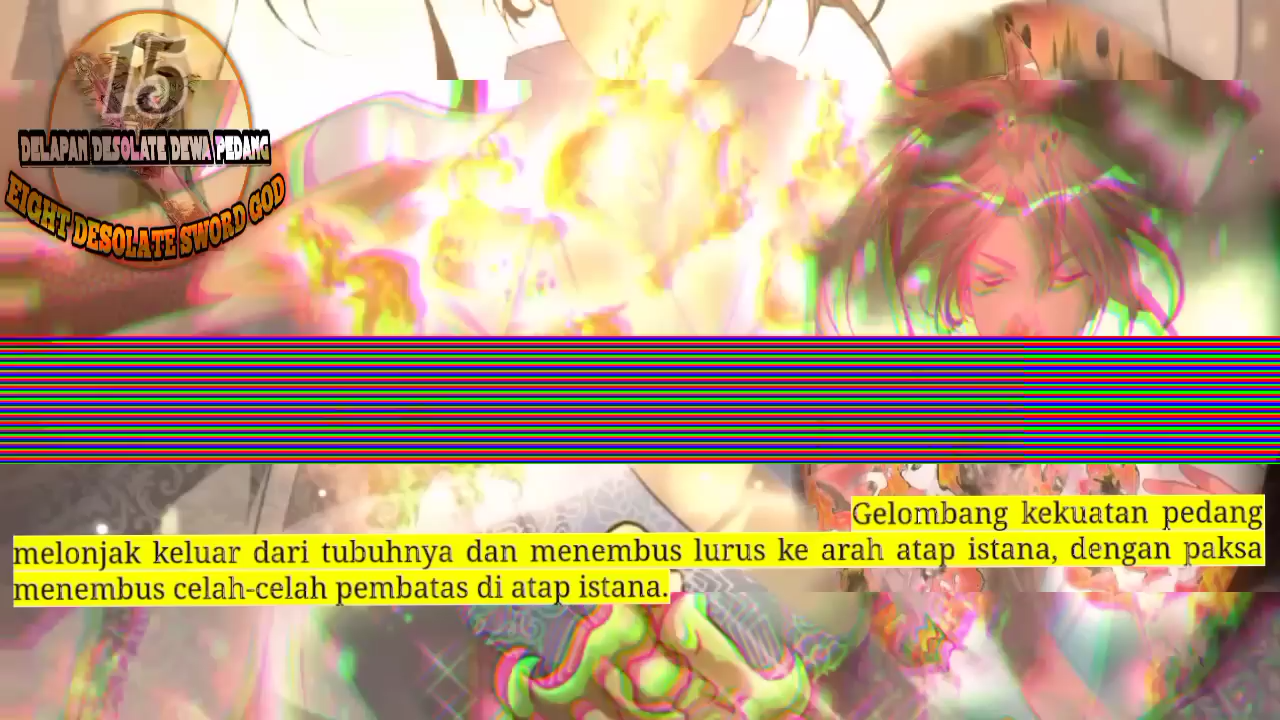 15
DELAPAN DESOLATE DEWA PEDANG
EIGHT DESOLATE SWORD GOD
Gelombang kekuatan pedang
melonjak keluar dari tubuhnya dan menembus lurus ke arah atap istana, dengan paksa
menembus celah-celah pembatas di atap istana.